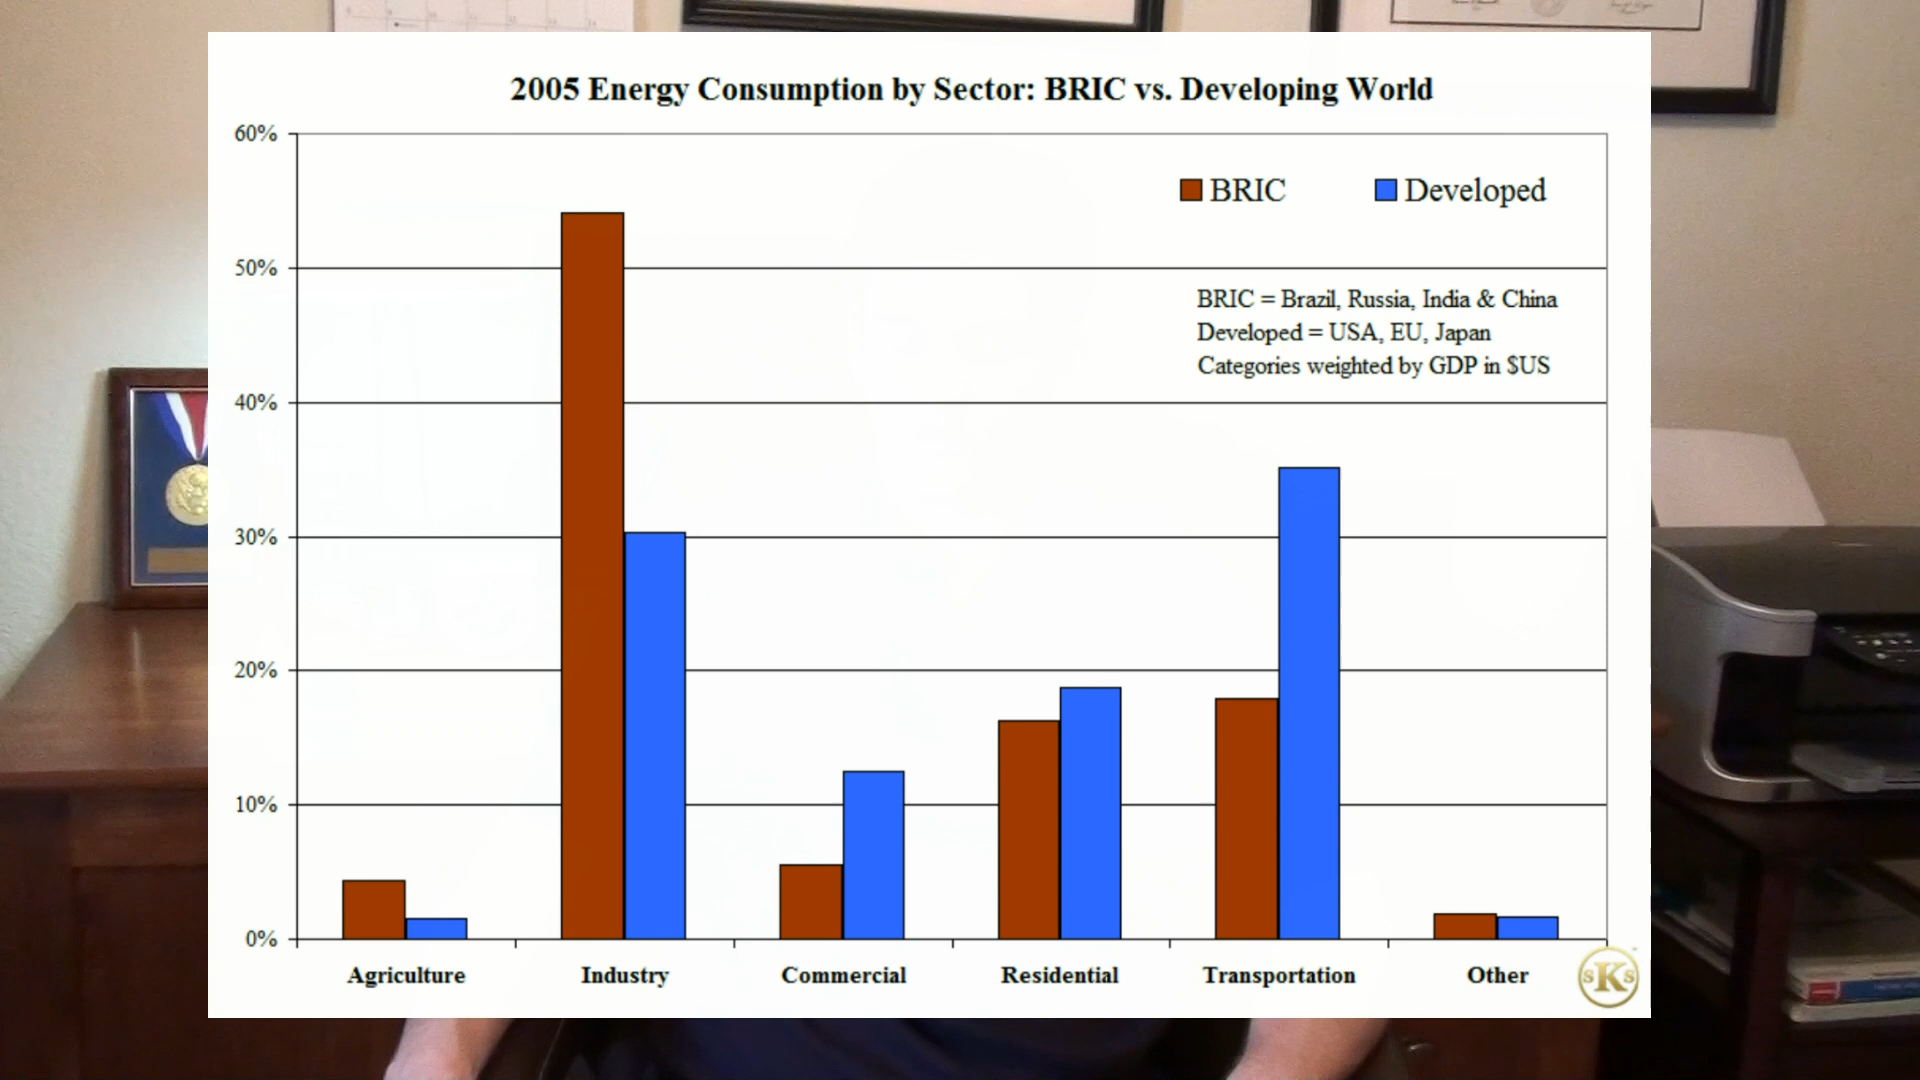 2005 Energy Consumption by Sector: BRIC vs. Developing World
60%
BRIC
Developed
50%
BRIC = Brazil, Russia, India & China
Developed = USA, EU, Japan
Categories weighted by GDP in $US
40%
30%
20%
10%
0%
Agriculture
Industry
Commercial
Residential
Transportation
Other
sKs